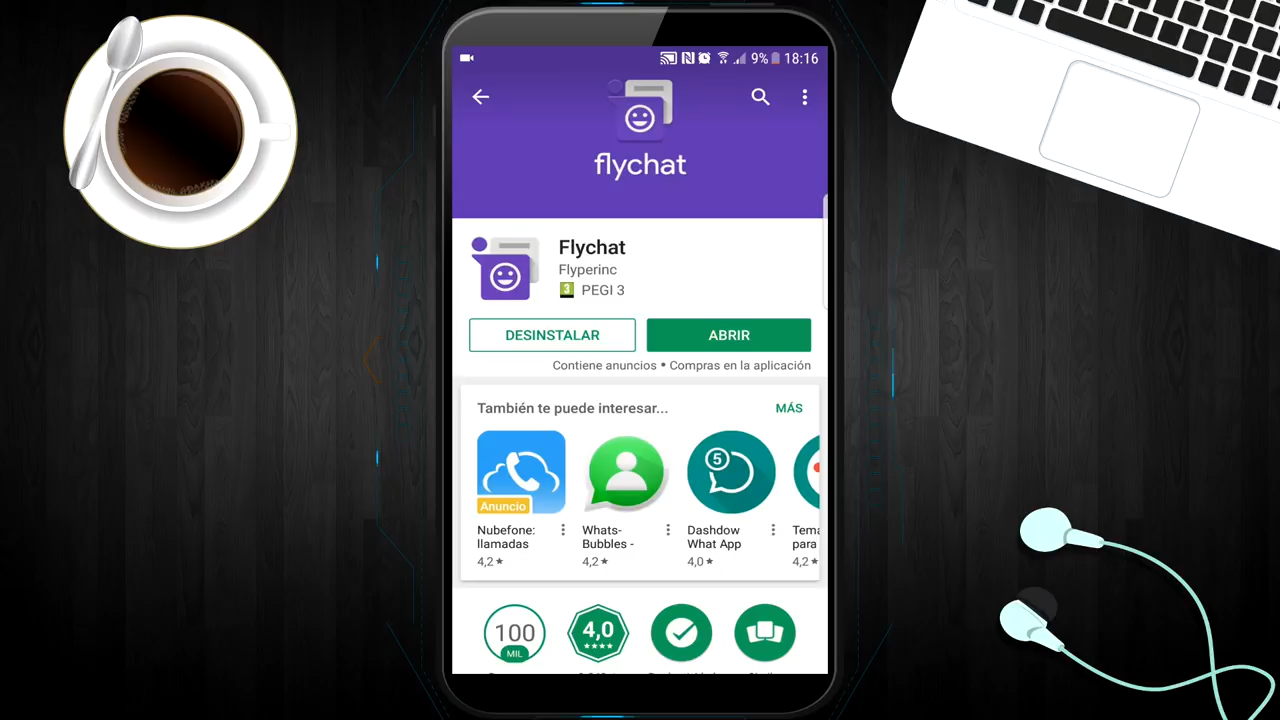 9% 18:16
flychat
Flychat
Flyperinc
3 PEGI 3
DESINSTALAR ABRIR
Contiene anuncios • Compras en la aplicación
También te puede interesar... MÁS
5
Anuncio
Nubefone: Whats- Dashdow Tema
llamadas Bubbles - What App para
4,2★ 4,2★ 4,0★ 4,2★
100 4,0
MIL ★★★★